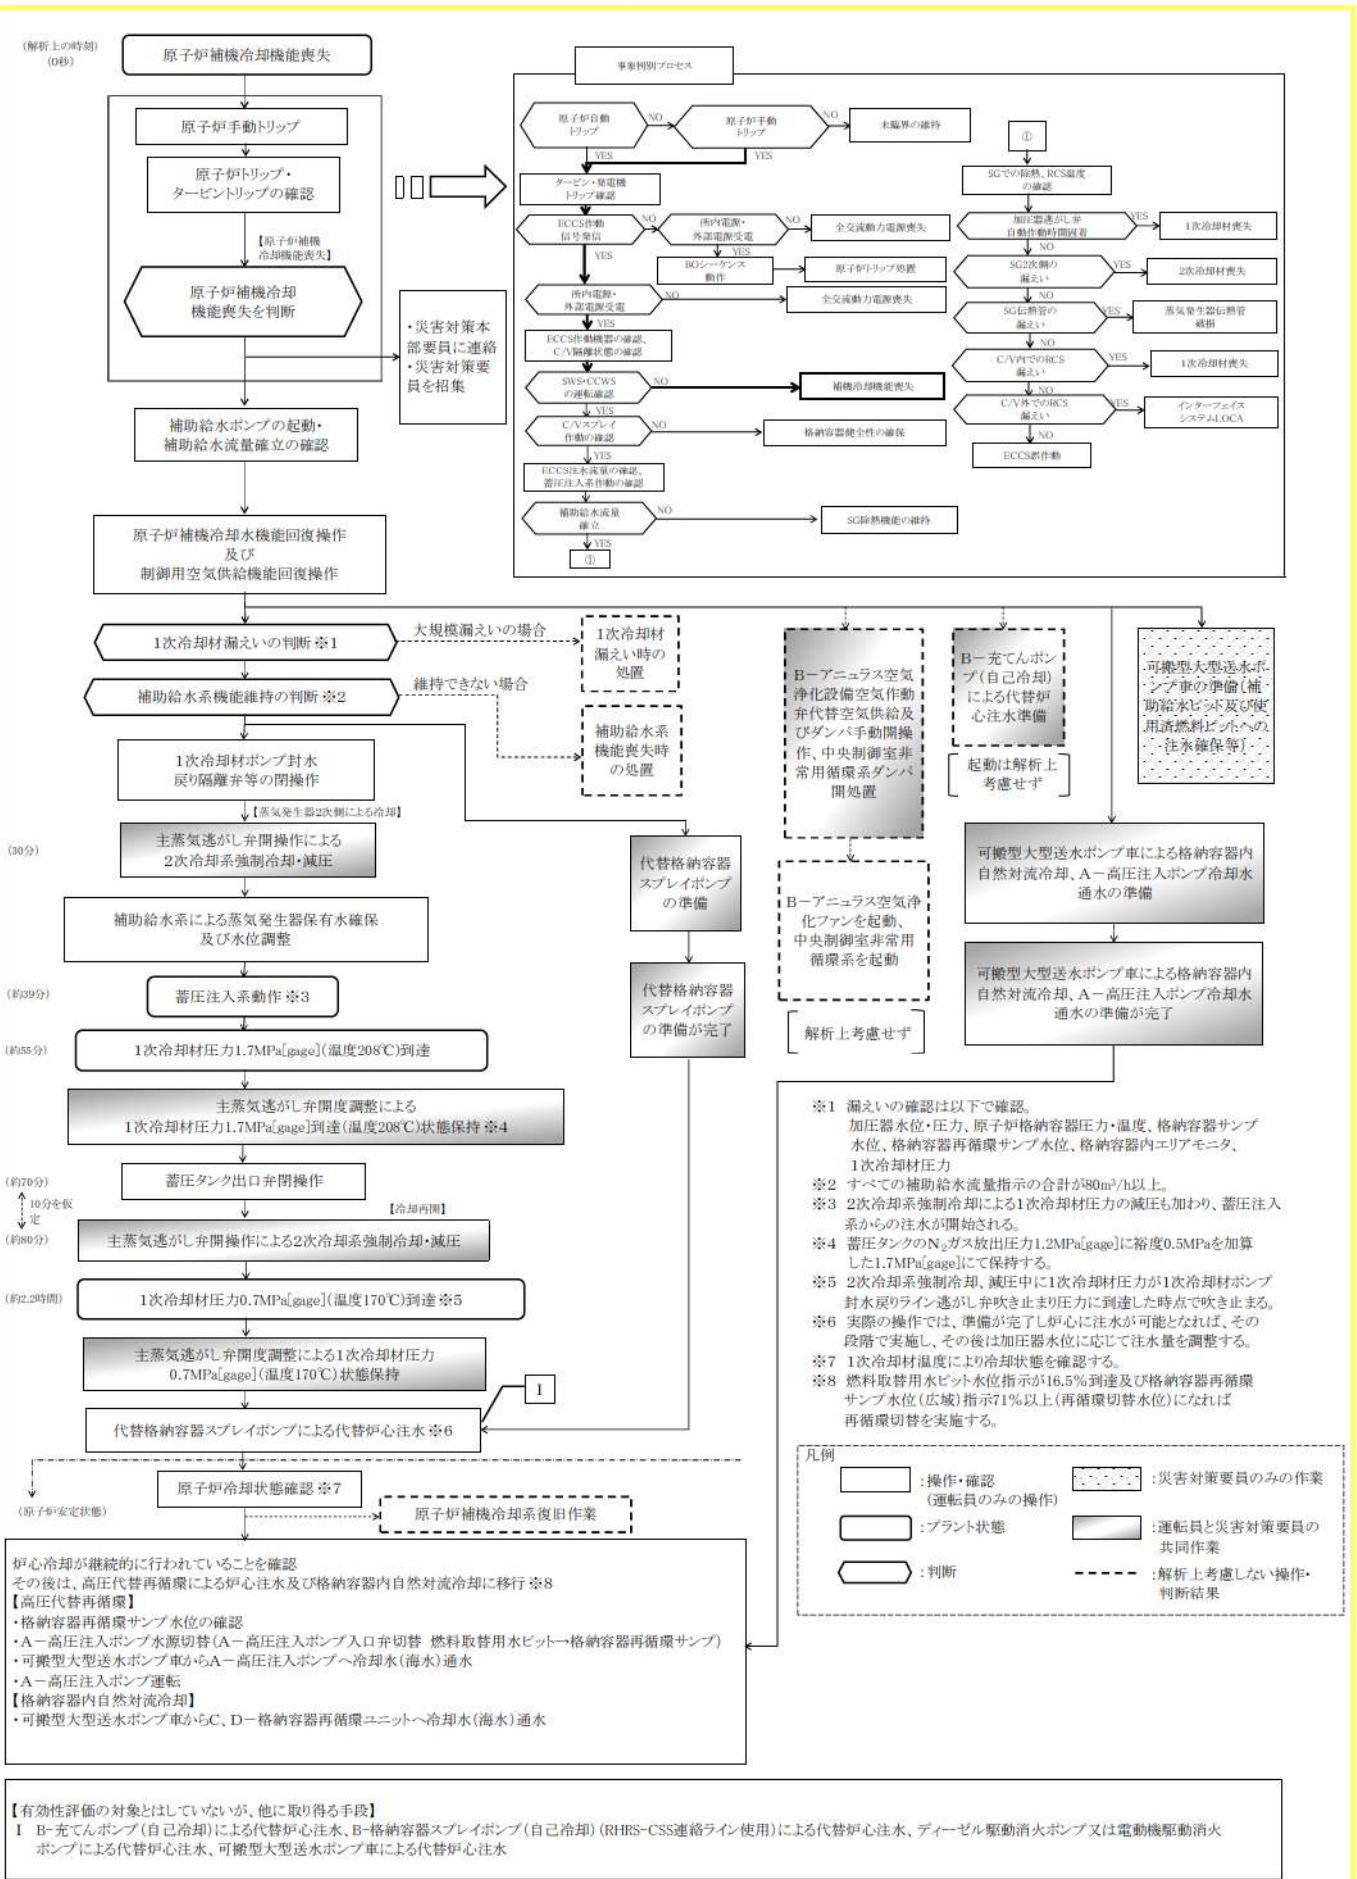 (解析上の時刻)
(0秒)
原子炉補機冷却機能喪失
原子炉手動トリップ
原子炉トリップ・
タービントリップの確認
【原子炉補機
冷却機能喪失】
原子炉補機冷却
機能喪失を判断
・災害対策本
部要員に連絡
・災害対策要
員を招集
補助給水ポンプの起動・
補助給水流量確立の確認
原子炉補機冷却水機能回復操作
及び
制御用空気供給機能回復操作
事象判別プロセス
原子炉自動
トリップ
NO
原子炉手動
トリップ
NO
未臨界の維持
YES
YES
タービン・発電機
トリップ確認
ECCS作動
信号発信
NO
所内電源・
外部電源受電
NO
全交流動力電源喪失
YES
YES
BOシーケンス
動作
原子炉トリップ処置
所内電源・
外部電源受電
NO
全交流動力電源喪失
YES
ECCS作動機器の確認、
C/V隔離状態の確認
SWS・CCWS
の運転確認
NO
補機冷却機能喪失
YES
C/Vスプレイ
作動の確認
NO
格納容器健全性の確保
YES
ECCS注水流量の確認、
蓄圧注入系作動の確認
補助給水流量
確立
NO
SG除熱機能の維持
YES
①
①
SGでの除熱、RCS温度
の確認
加圧器逃がし弁
自動作動時開固着
YES
1次冷却材喪失
NO
SG2次側の
漏えい
YES
2次冷却材喪失
NO
SG伝熱管の
漏えい
YES
蒸気発生器伝熱管
破損
NO
C/V内でのRCS
漏えい
YES
1次冷却材喪失
NO
C/V外でのRCS
漏えい
YES
インターフェイス
システムLOCA
NO
ECCS誤作動
1次冷却材漏えいの判断※1
大規模漏えいの場合
1次冷却材
漏えい時の
処置
補助給水系機能維持の判断※2
維持できない場合
補助給水系
機能喪失時
の処置
1次冷却材ポンプ封水
戻り隔離弁等の閉操作
【蒸気発生器2次側による冷却】
(30分)
主蒸気逃がし弁開操作による
2次冷却系強制冷却・減圧
補助給水系による蒸気発生器保有水確保
及び水位調整
(約39分)
蓄圧注入系動作※3
(約55分)
1次冷却材圧力1.7MPa[gage](温度208℃)到達
主蒸気逃がし弁開度調整による
1次冷却材圧力1.7MPa[gage]到達(温度208℃)状態保持※4
(約70分)
蓄圧タンク出口弁閉操作
10分を仮
定
【冷却再開】
(約80分)
主蒸気逃がし弁開操作による2次冷却系強制冷却・減圧
(約2.2時間)
1次冷却材圧力0.7MPa[gage](温度170℃)到達※5
主蒸気逃がし弁開度調整による1次冷却材圧力
0.7MPa[gage](温度170℃)状態保持
I
代替格納容器スプレイポンプによる代替炉心注水※6
原子炉冷却状態確認※7
(原子炉安定状態)
原子炉補機冷却系復旧作業
代替格納容器
スプレイポンプ
の準備
代替格納容器
スプレイポンプ
の準備が完了
B-アニュラス空気
浄化設備空気作動
弁代替空気供給及
びダンパ手動開操
作、中央制御室非
常用循環系ダンパ
開処置
B-アニュラス空気浄
化ファンを起動、
中央制御室非常用
循環系を起動
解析上考慮せず
B-充てんポン
プ(自己冷却)
による代替炉
心注水準備
起動は解析上
考慮せず
可搬型大型送水ポ
ンプ車の準備(補
助給水ピット及び使
用済燃料ピットへの
注水確保等)
可搬型大型送水ポンプ車による格納容器内
自然対流冷却、A-高圧注入ポンプ冷却水
通水の準備
可搬型大型送水ポンプ車による格納容器内
自然対流冷却、A-高圧注入ポンプ冷却水
通水の準備が完了
※1 漏えいの確認は以下で確認。
加圧器水位・圧力、原子炉格納容器圧力・温度、格納容器サンプ
水位、格納容器再循環サンプ水位、格納容器内エリアモニタ、
1次冷却材圧力
※2 すべての補助給水流量指示の合計が80m³/h以上。
※3 2次冷却系強制冷却による1次冷却材圧力の減圧も加わり、蓄圧注入
系からの注水が開始される。
※4 蓄圧タンクのN₂ガス放出圧力1.2MPa[gage]に裕度0.5MPaを加算
した1.7MPa[gage]にて保持する。
※5 2次冷却系強制冷却、減圧中に1次冷却材圧力が1次冷却材ポンプ
封水戻りライン逃がし弁吹き止まり圧力に到達した時点で吹き止まる。
※6 実際の操作では、準備が完了し炉心に注水が可能となれば、その
段階で実施し、その後は加圧器水位に応じて注水量を調整する。
※7 1次冷却材温度により冷却状態を確認する。
※8 燃料取替用水ピット水位指示が16.5%到達及び格納容器再循環
サンプ水位(広域)指示71%以上(再循環切替水位)になれば
再循環切替を実施する。
凡例
:操作・確認
(運転員のみの操作)
:災害対策要員のみの作業
:プラント状態
:運転員と災害対策要員の
共同作業
:判断
:解析上考慮しない操作・
判断結果
炉心冷却が継続的に行われていることを確認
その後は、高圧代替再循環による炉心注水及び格納容器内自然対流冷却に移行※8
【高圧代替再循環】
・格納容器再循環サンプ水位の確認
・A-高圧注入ポンプ水源切替(A-高圧注入ポンプ入口弁切替 燃料取替用水ピット→格納容器再循環サンプ)
・可搬型大型送水ポンプ車からA-高圧注入ポンプへ冷却水(海水)通水
・A-高圧注入ポンプ運転
【格納容器内自然対流冷却】
・可搬型大型送水ポンプ車からC、D-格納容器再循環ユニットへ冷却水(海水)通水
【有効性評価の対象とはしていないが、他に取り得る手段】
I B-充てんポンプ(自己冷却)による代替炉心注水、B-格納容器スプレイポンプ(自己冷却)(RHRS-CSS連絡ライン使用)による代替炉心注水、ディーゼル駆動消火ポンプ又は電動機駆動消火
ポンプによる代替炉心注水、可搬型大型送水ポンプ車による代替炉心注水